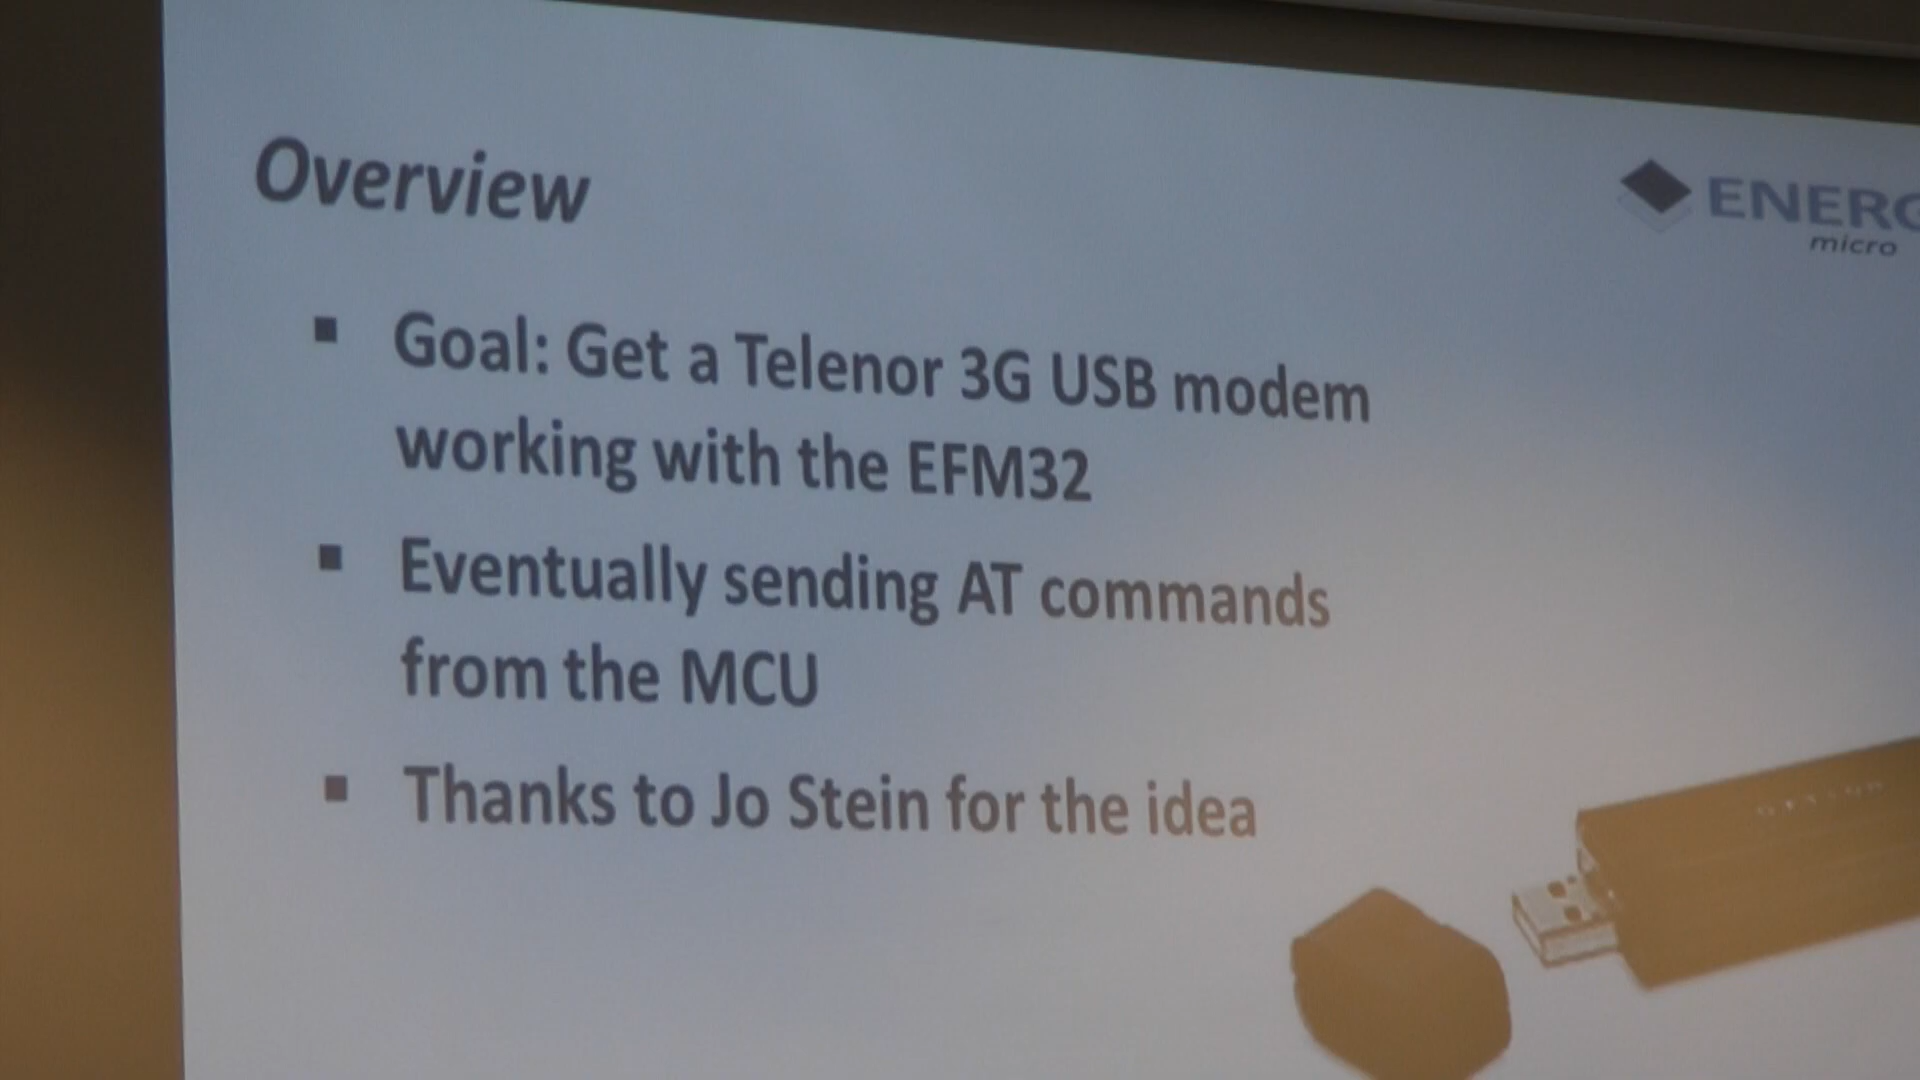 Overview
ENERG
micro
Goal: Get a Telenor 3G USB modem
working with the EFM32
Eventually sending AT commands
from the MCU
Thanks to Jo Stein for the idea